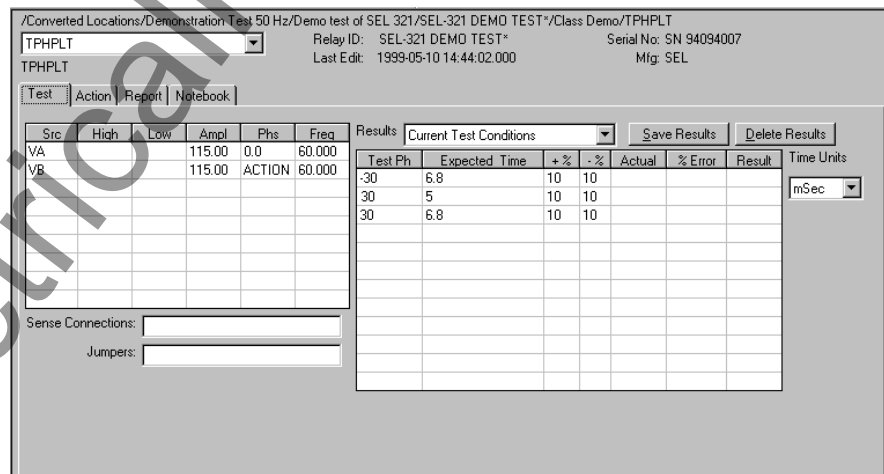 /Converted Locations/Demonstration Test 50 Hz/Demo test of SEL 321/SEL-321 DEMO TEST*/Class Demo/TPHPLT
TPHPLT Relay ID: SEL-321 DEMO TEST* Serial No: SN 94094007
TPHPLT Last Edit: 1999-05-10 14:44:02.000 Mfg: SEL
Test Action Report Notebook
Src High Low Ampl Phs Freq
VA 115.00 0.0 60.000
VB 115.00 ACTION 60.000
Sense Connections:
Jumpers:
Results Current Test Conditions Save Results Delete Results
Test Ph Expected Time + % - % Actual % Error Result Time Units
-30 6.8 10 10 mSec
30 5 10 10
30 6.8 10 10